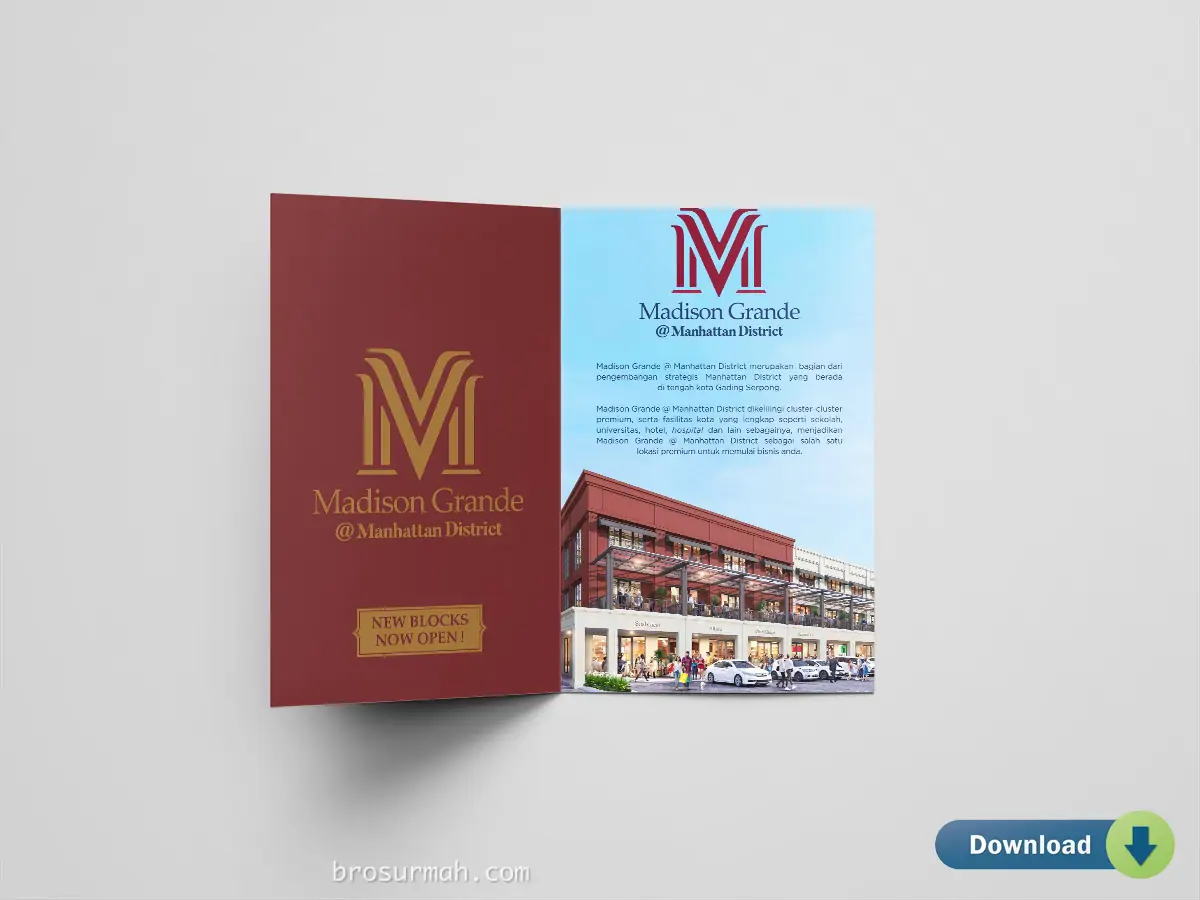 Madison Grande
@ Manhattan District
NEW BLOCKS
NOW OPEN!
Madison Grande
@ Manhattan District
Madison Grande @ Manhattan District merupakan bagian dari
pengembangan strategis Manhattan District yang berada
di tengah kota Gading Serpong.
Madison Grande @ Manhattan District dikelilingi cluster-cluster
premium, serta fasilitas kota yang lengkap seperti sekolah,
universitas, hotel, hospital dan lain sebagainya, menjadikan
Madison Grande @ Manhattan District sebagai salah satu
lokasi premium untuk memulai bisnis anda.
Download
brosurmah.com